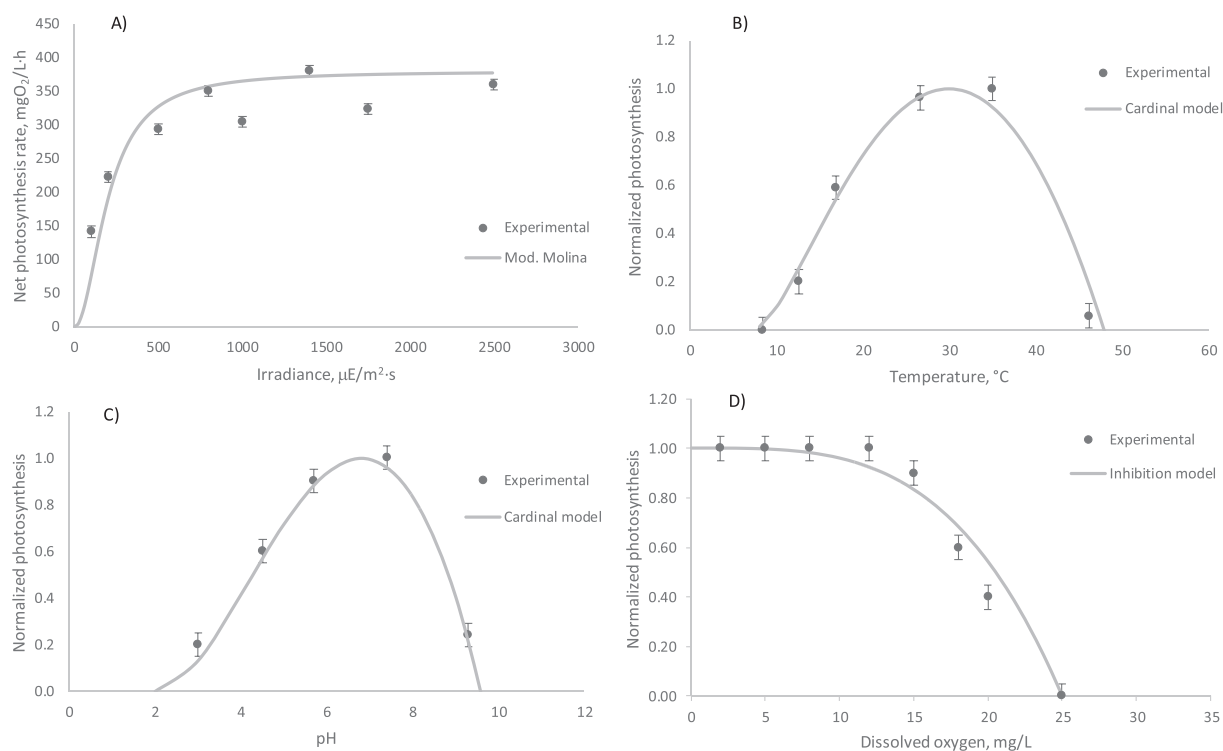 A)
Net photosynthesis rate, mgO₂/L·h
450
400
350
300
250
200
150
100
50
0
0 500 1000 1500 2000 2500 3000
Irradiance, µE/m²·s
Experimental
Mod. Molina
B)
Normalized photosynthesis
1.2
1.0
0.8
0.6
0.4
0.2
0.0
0 10 20 30 40 50 60
Temperature, °C
Experimental
Cardinal model
C)
Normalized photosynthesis
1.2
1.0
0.8
0.6
0.4
0.2
0.0
0 2 4 6 8 10 12
pH
Experimental
Cardinal model
D)
Normalized photosynthesis
1.20
1.00
0.80
0.60
0.40
0.20
0.00
0 5 10 15 20 25 30 35
Dissolved oxygen, mg/L
Experimental
Inhibition model